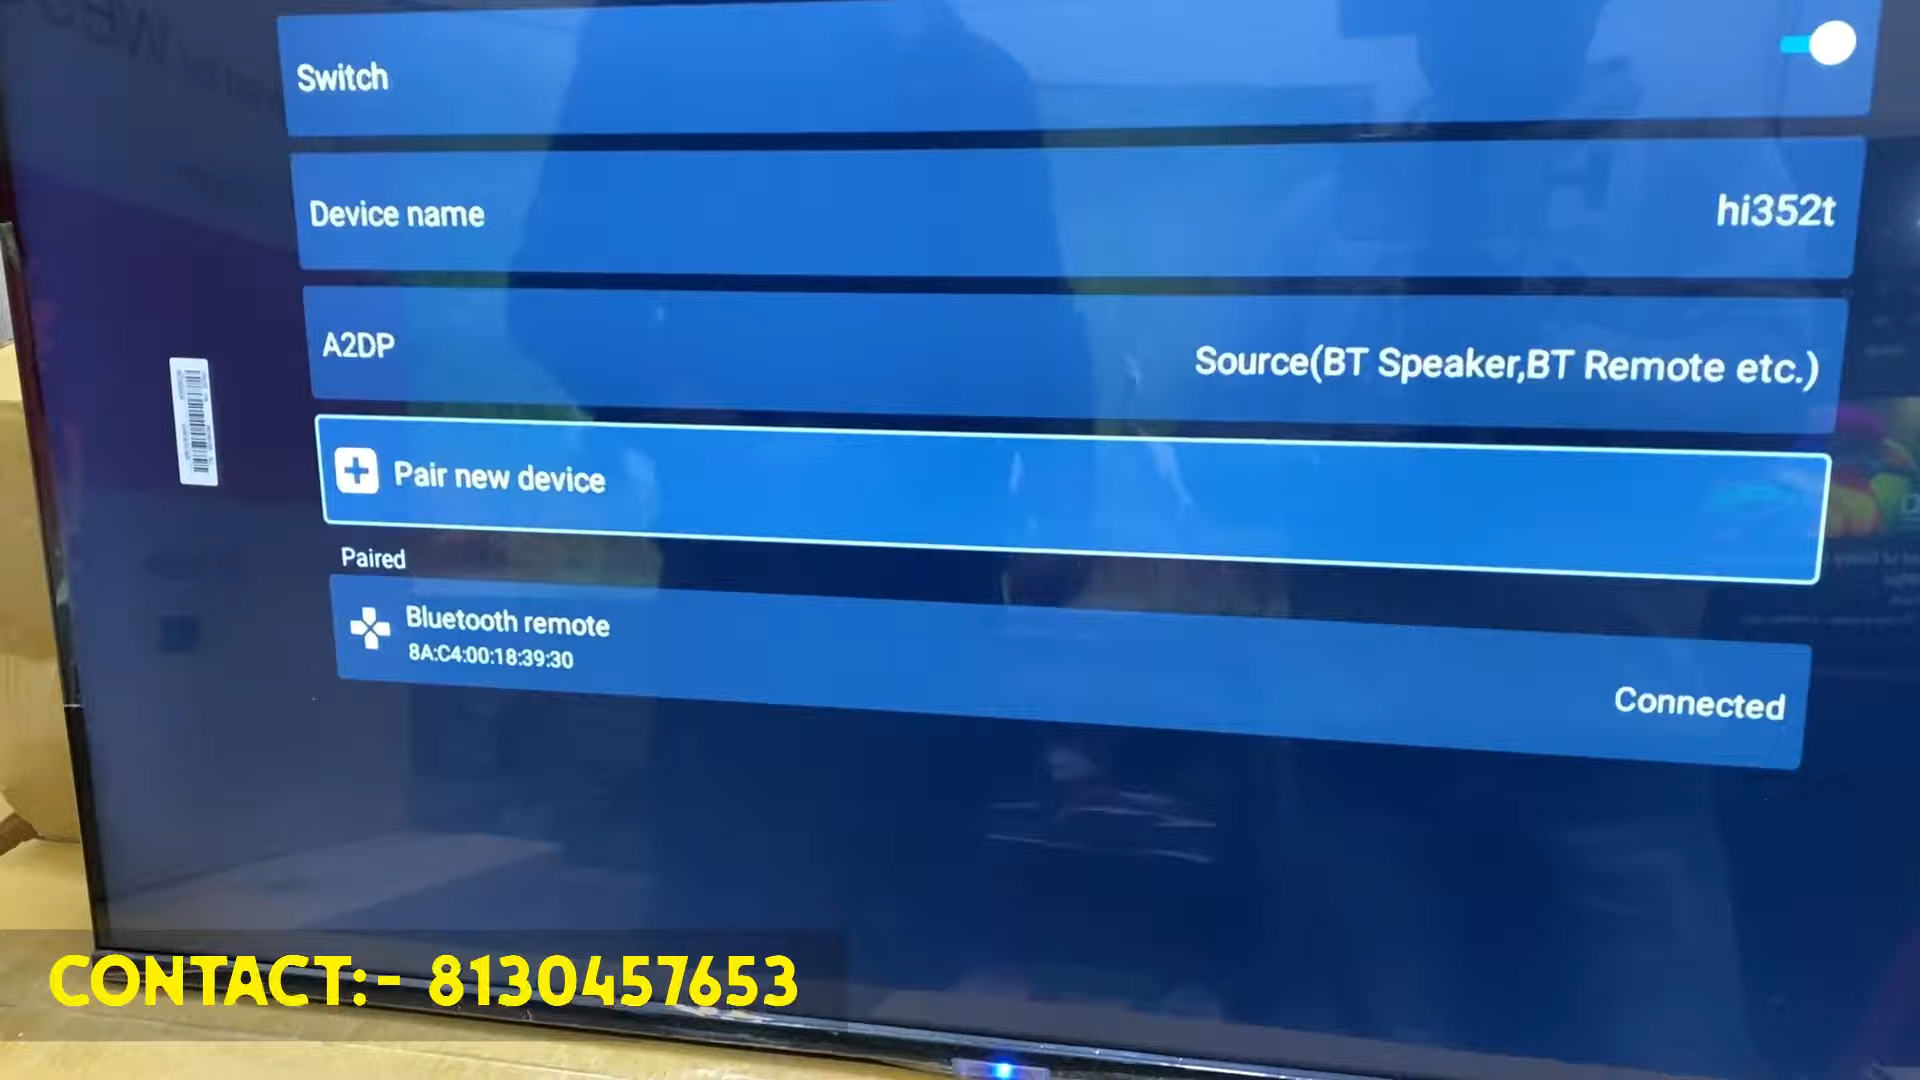 Switch
Device name
hi352t
A2DP
Source(BT Speaker,BT Remote etc.)
Pair new device
Paired
Bluetooth remote
8A:C4:00:18:39:30
Connected
CONTACT:- 8130457653